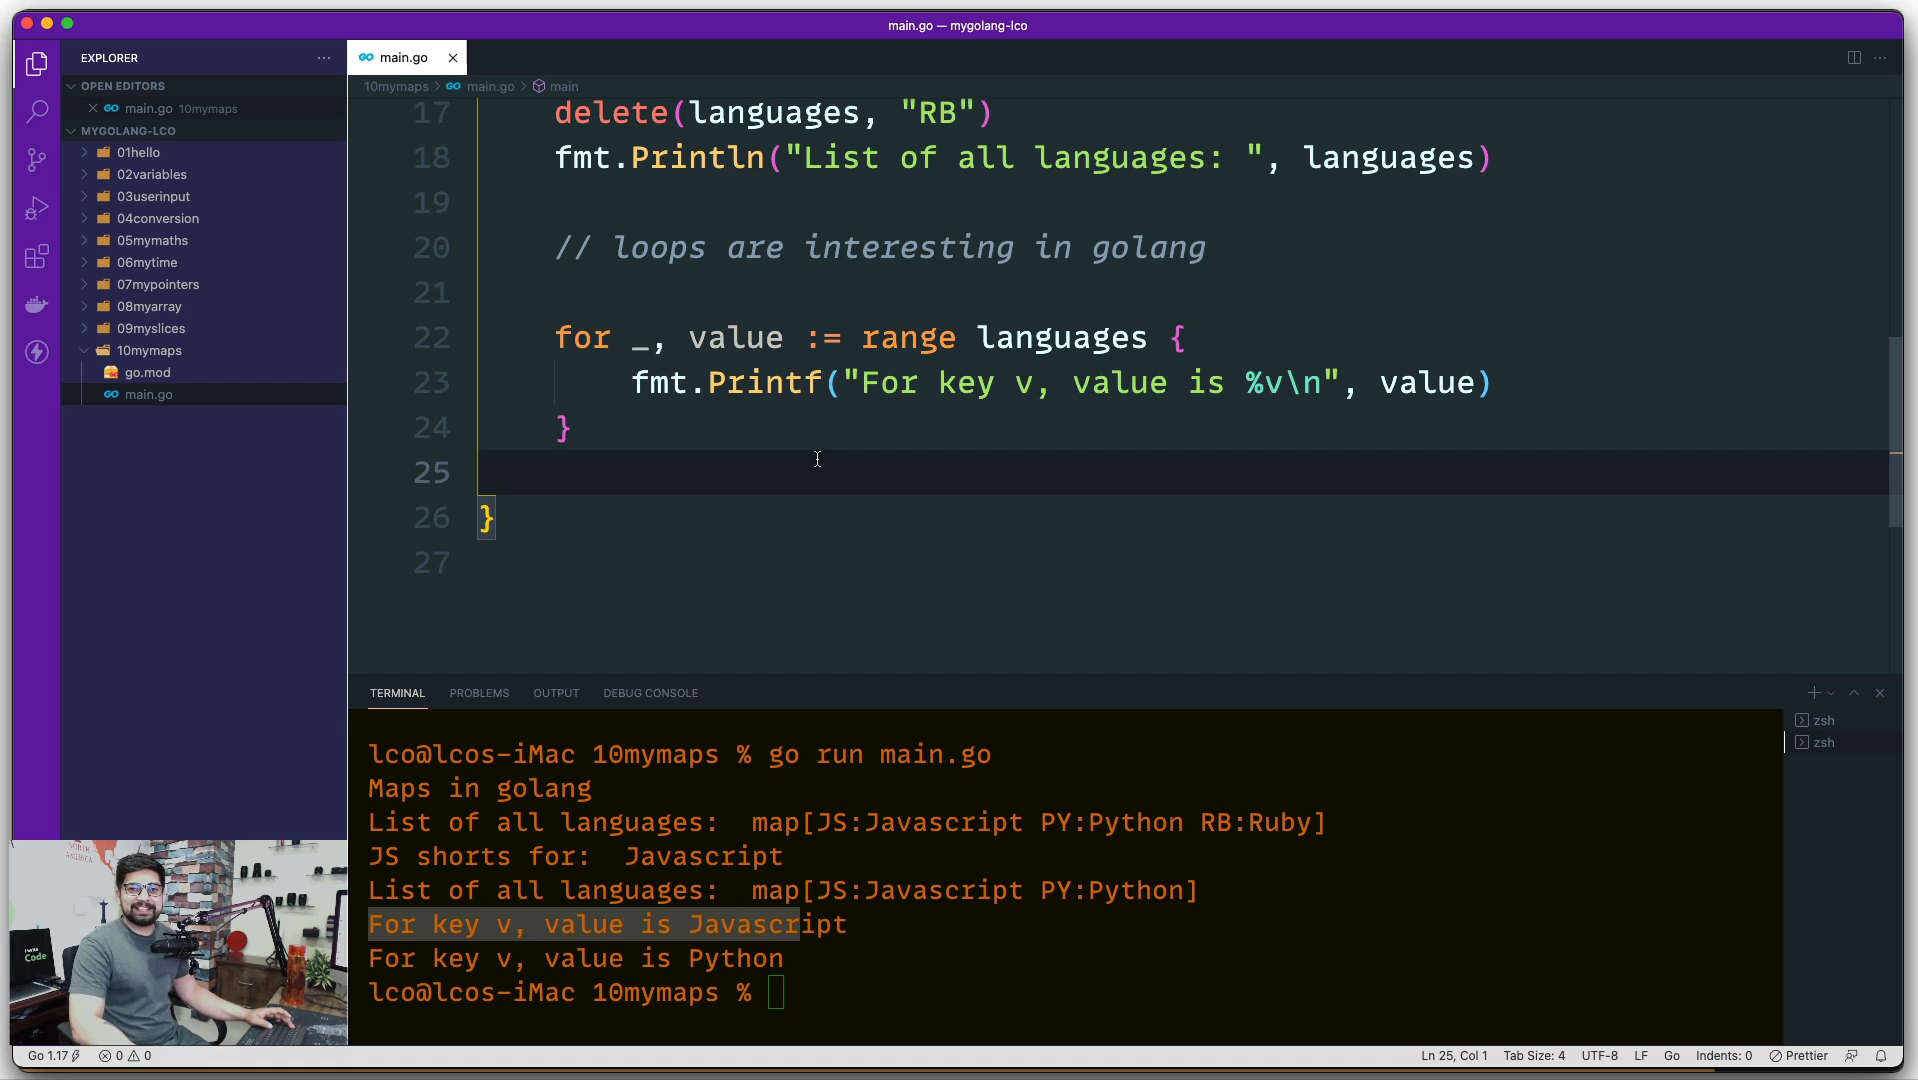 main.go — mygolang-lco
EXPLORER
OPEN EDITORS
main.go 10mymaps
MYGOLANG-LCO
01hello
02variables
03userinput
04conversion
05mymaths
06mytime
07mypointers
08myarray
09myslices
10mymaps
go.mod
main.go
main.go
10mymaps > main.go > main
17 delete(languages, "RB")
18 fmt.Println("List of all languages: ", languages)
19
20 // loops are interesting in golang
21
22 for _, value := range languages {
23 fmt.Printf("For key v, value is %v\n", value)
24 }
25
26 }
27
TERMINAL PROBLEMS OUTPUT DEBUG CONSOLE
zsh
zsh
lco@lcos-iMac 10mymaps % go run main.go
Maps in golang
List of all languages:  map[JS:Javascript PY:Python RB:Ruby]
JS shorts for:  Javascript
List of all languages:  map[JS:Javascript PY:Python]
For key v, value is Javascript
For key v, value is Python
lco@lcos-iMac 10mymaps %
NORTH
AMERICA
I write
Code
Go 1.17 0 0 Ln 25, Col 1 Tab Size: 4 UTF-8 LF Go Indents: 0 Prettier